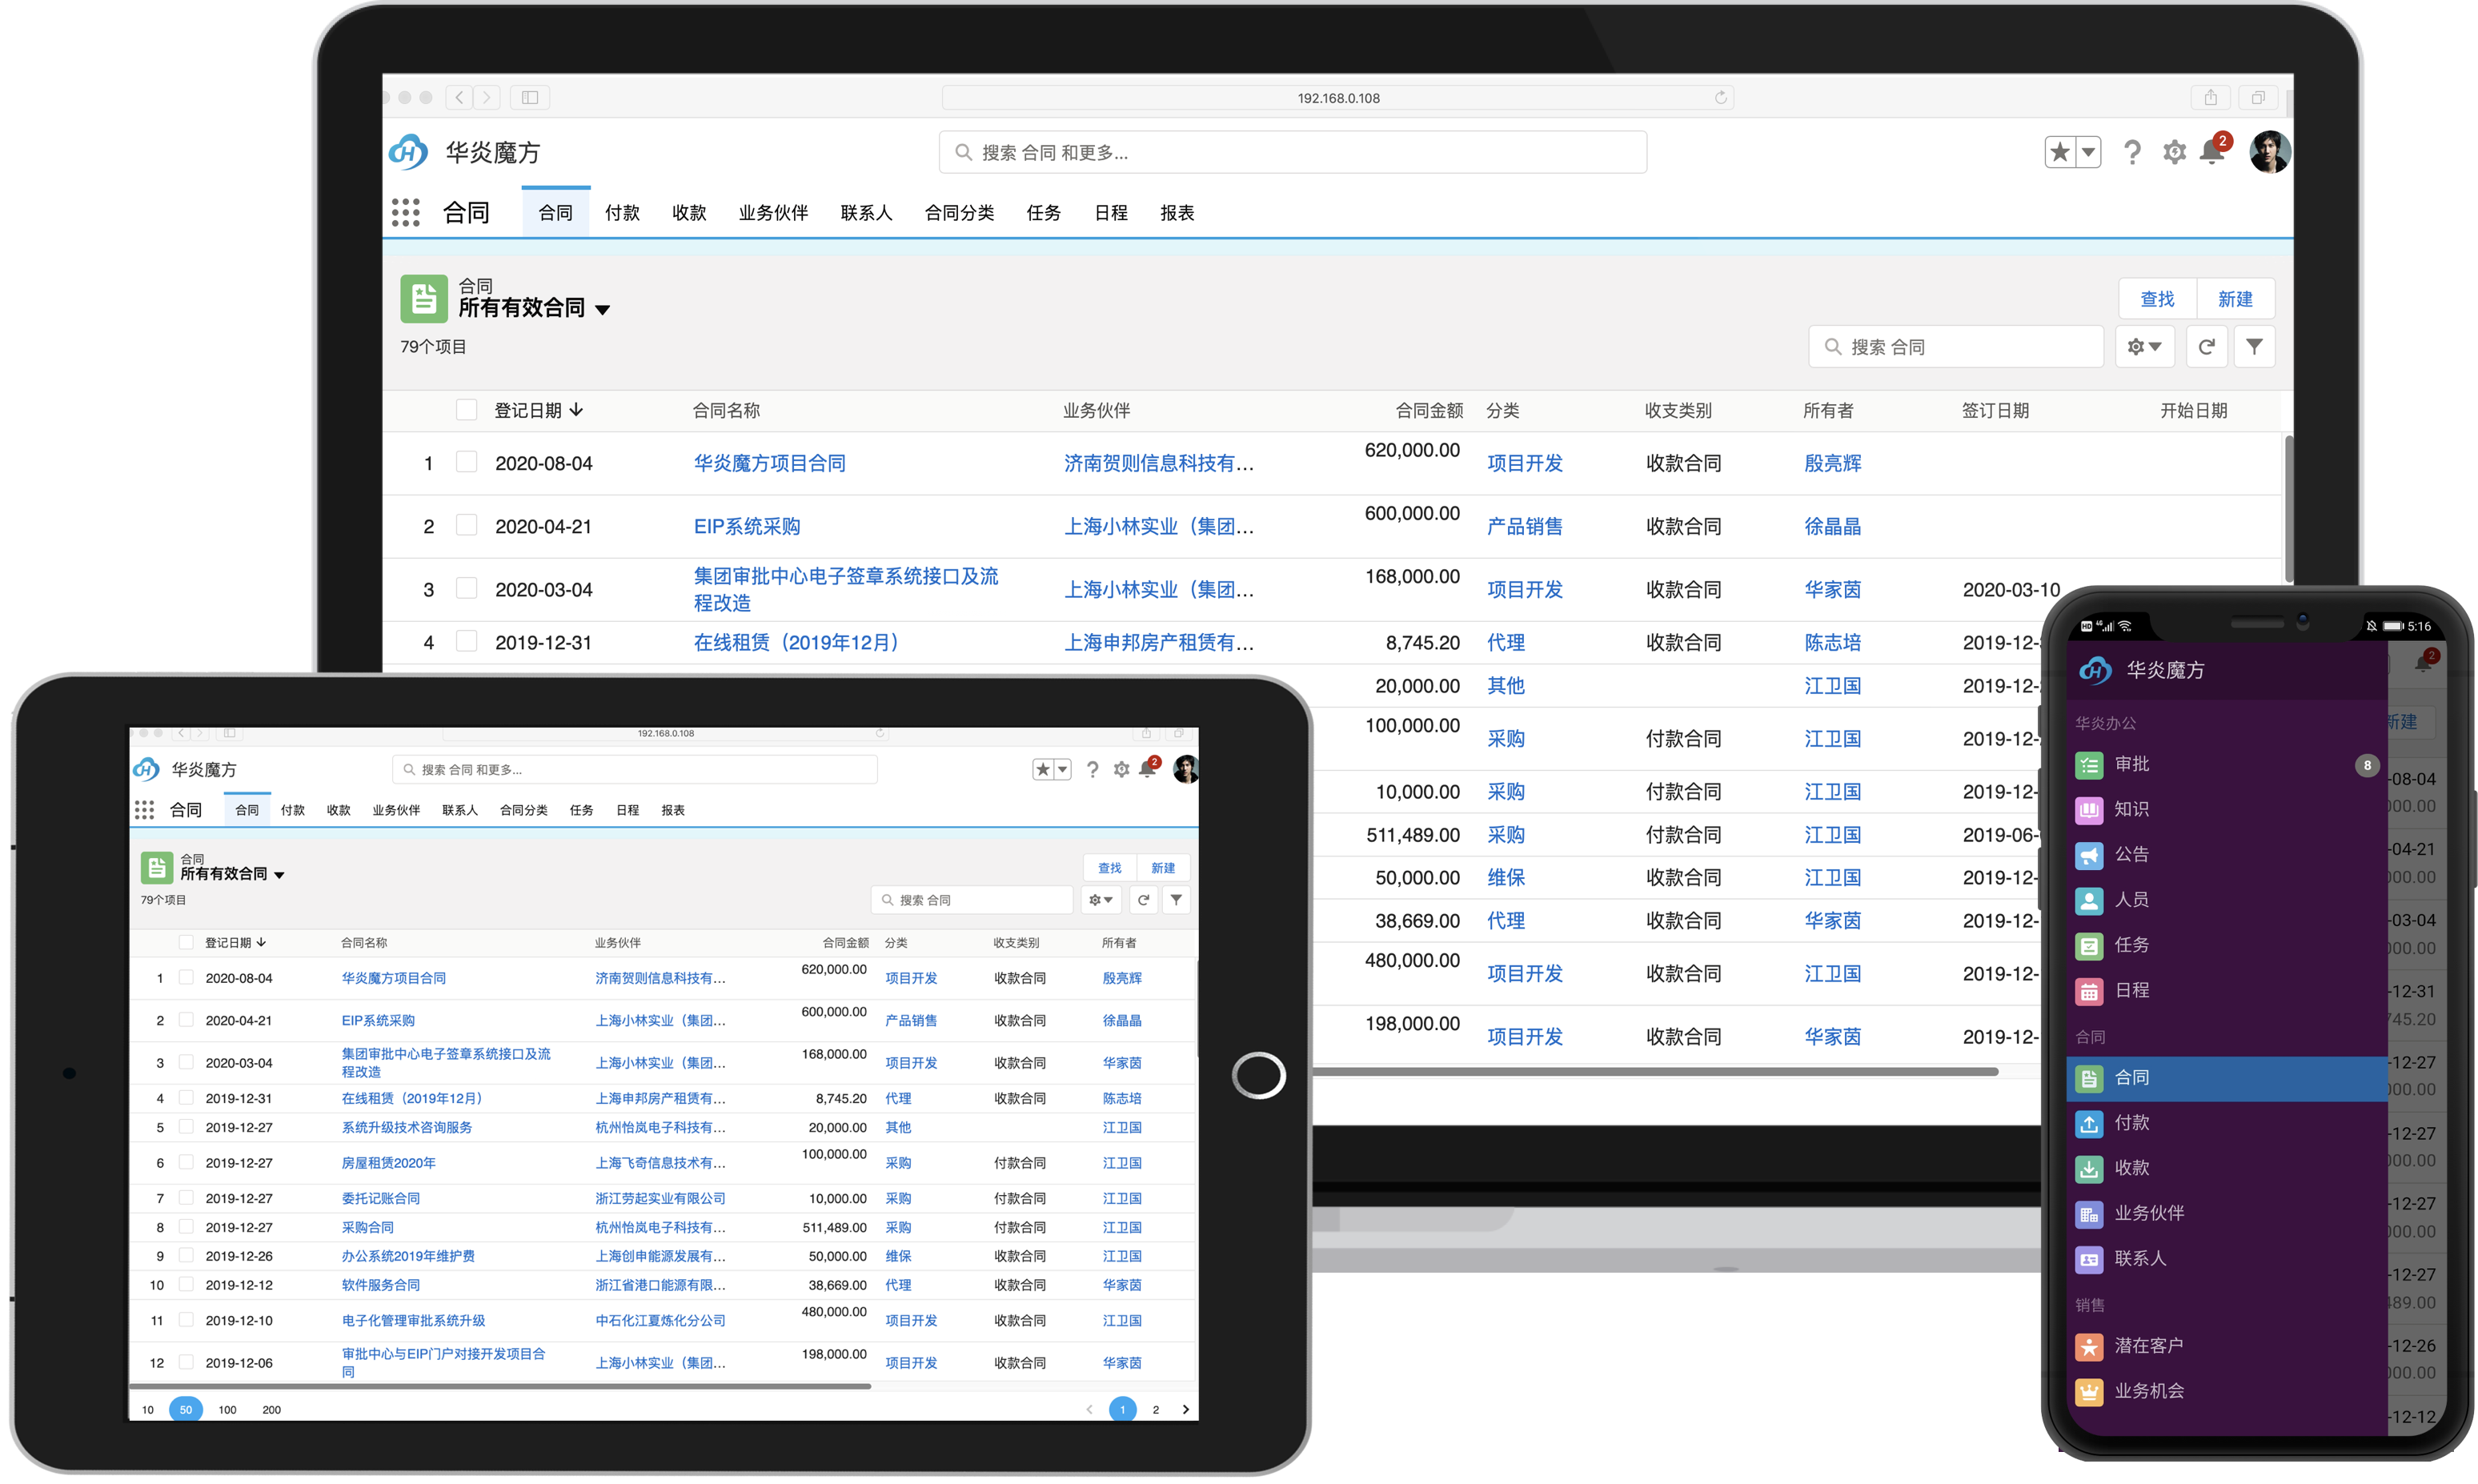 192.168.0.108
华炎魔方
搜索 合同 和更多...
2
合同 合同 付款 收款 业务伙伴 联系人 合同分类 任务 日程 报表
合同
所有有效合同
79个项目
查找 新建
搜索 合同
登记日期 合同名称 业务伙伴 合同金额 分类 收支类别 所有者 签订日期 开始日期
1 2020-08-04 华炎魔方项目合同 济南贺则信息科技有... 620,000.00 项目开发 收款合同 殷亮辉
2 2020-04-21 EIP系统采购 上海小林实业（集团... 600,000.00 产品销售 收款合同 徐晶晶
3 2020-03-04 集团审批中心电子签章系统接口及流 上海小林实业（集团... 168,000.00 项目开发 收款合同 华家茵 2020-03-10
程改造
4 2019-12-31 在线租赁（2019年12月） 上海申邦房产租赁有... 8,745.20 代理 收款合同 陈志培 2019-12-
20,000.00 其他 江卫国 2019-12-
100,000.00 采购 付款合同 江卫国 2019-12-
10,000.00 采购 付款合同 江卫国 2019-12-
511,489.00 采购 付款合同 江卫国 2019-06-
50,000.00 维保 收款合同 江卫国 2019-12-
38,669.00 代理 收款合同 华家茵 2019-12-
480,000.00 项目开发 收款合同 江卫国 2019-12-
198,000.00 项目开发 收款合同 华家茵 2019-12-
192.168.0.108
华炎魔方
搜索 合同 和更多...
2
合同 合同 付款 收款 业务伙伴 联系人 合同分类 任务 日程 报表
合同
所有有效合同
79个项目
查找 新建
搜索 合同
登记日期 合同名称 业务伙伴 合同金额 分类 收支类别 所有者
1 2020-08-04 华炎魔方项目合同 济南贺则信息科技有... 620,000.00 项目开发 收款合同 殷亮辉
2 2020-04-21 EIP系统采购 上海小林实业（集团... 600,000.00 产品销售 收款合同 徐晶晶
3 2020-03-04 集团审批中心电子签章系统接口及流 上海小林实业（集团... 168,000.00 项目开发 收款合同 华家茵
程改造
4 2019-12-31 在线租赁（2019年12月） 上海申邦房产租赁有... 8,745.20 代理 收款合同 陈志培
5 2019-12-27 系统升级技术咨询服务 杭州怡岚电子科技有... 20,000.00 其他 江卫国
6 2019-12-27 房屋租赁2020年 上海飞奇信息技术有... 100,000.00 采购 付款合同 江卫国
7 2019-12-27 委托记账合同 浙江劳起实业有限公司 10,000.00 采购 付款合同 江卫国
8 2019-12-27 采购合同 杭州怡岚电子科技有... 511,489.00 采购 付款合同 江卫国
9 2019-12-26 办公系统2019年维护费 上海创申能源发展有... 50,000.00 维保 收款合同 江卫国
10 2019-12-12 软件服务合同 浙江省港口能源有限... 38,669.00 代理 收款合同 华家茵
11 2019-12-10 电子化管理审批系统升级 中石化江夏炼化分公司 480,000.00 项目开发 收款合同 江卫国
12 2019-12-06 审批中心与EIP门户对接开发项目合 上海小林实业（集团... 198,000.00 项目开发 收款合同 华家茵
同
10 50 100 200 1 2
HD 4G 5:16
华炎魔方 2
华炎办公 新建
审批 8 -08-04
知识 000.00
公告 -04-21
000.00
人员 -03-04
任务 000.00
日程 -12-31
745.20
合同 -12-27
合同 000.00
付款 -12-27
收款 000.00
业务伙伴 -12-27
000.00
联系人 -12-27
销售 489.00
潜在客户 -12-26
业务机会 000.00
-12-12